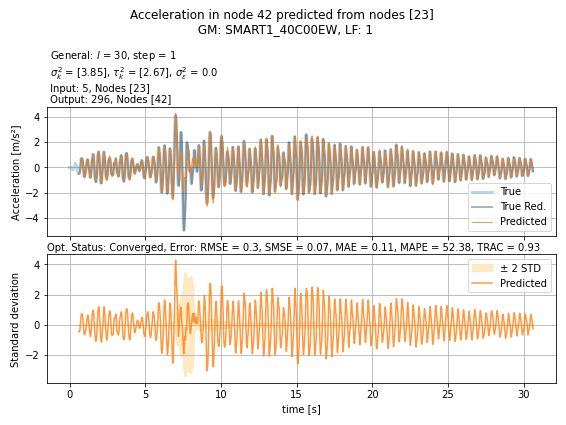 Acceleration in node 42 predicted from nodes [23]
GM: SMART1_40C00EW, LF: 1
General: l = 30, step = 1
σ²ₖ = [3.85], τ²ₖ = [2.67], σ²ε = 0.0
Input: 5, Nodes [23]
Output: 296, Nodes [42]
Acceleration [m/s²]
4
2
0
−2
−4
True
True Red.
Predicted
Opt. Status: Converged, Error: RMSE = 0.3, SMSE = 0.07, MAE = 0.11, MAPE = 52.38, TRAC = 0.93
Standard deviation
4
2
0
−2
± 2 STD
Predicted
0 5 10 15 20 25 30
time [s]